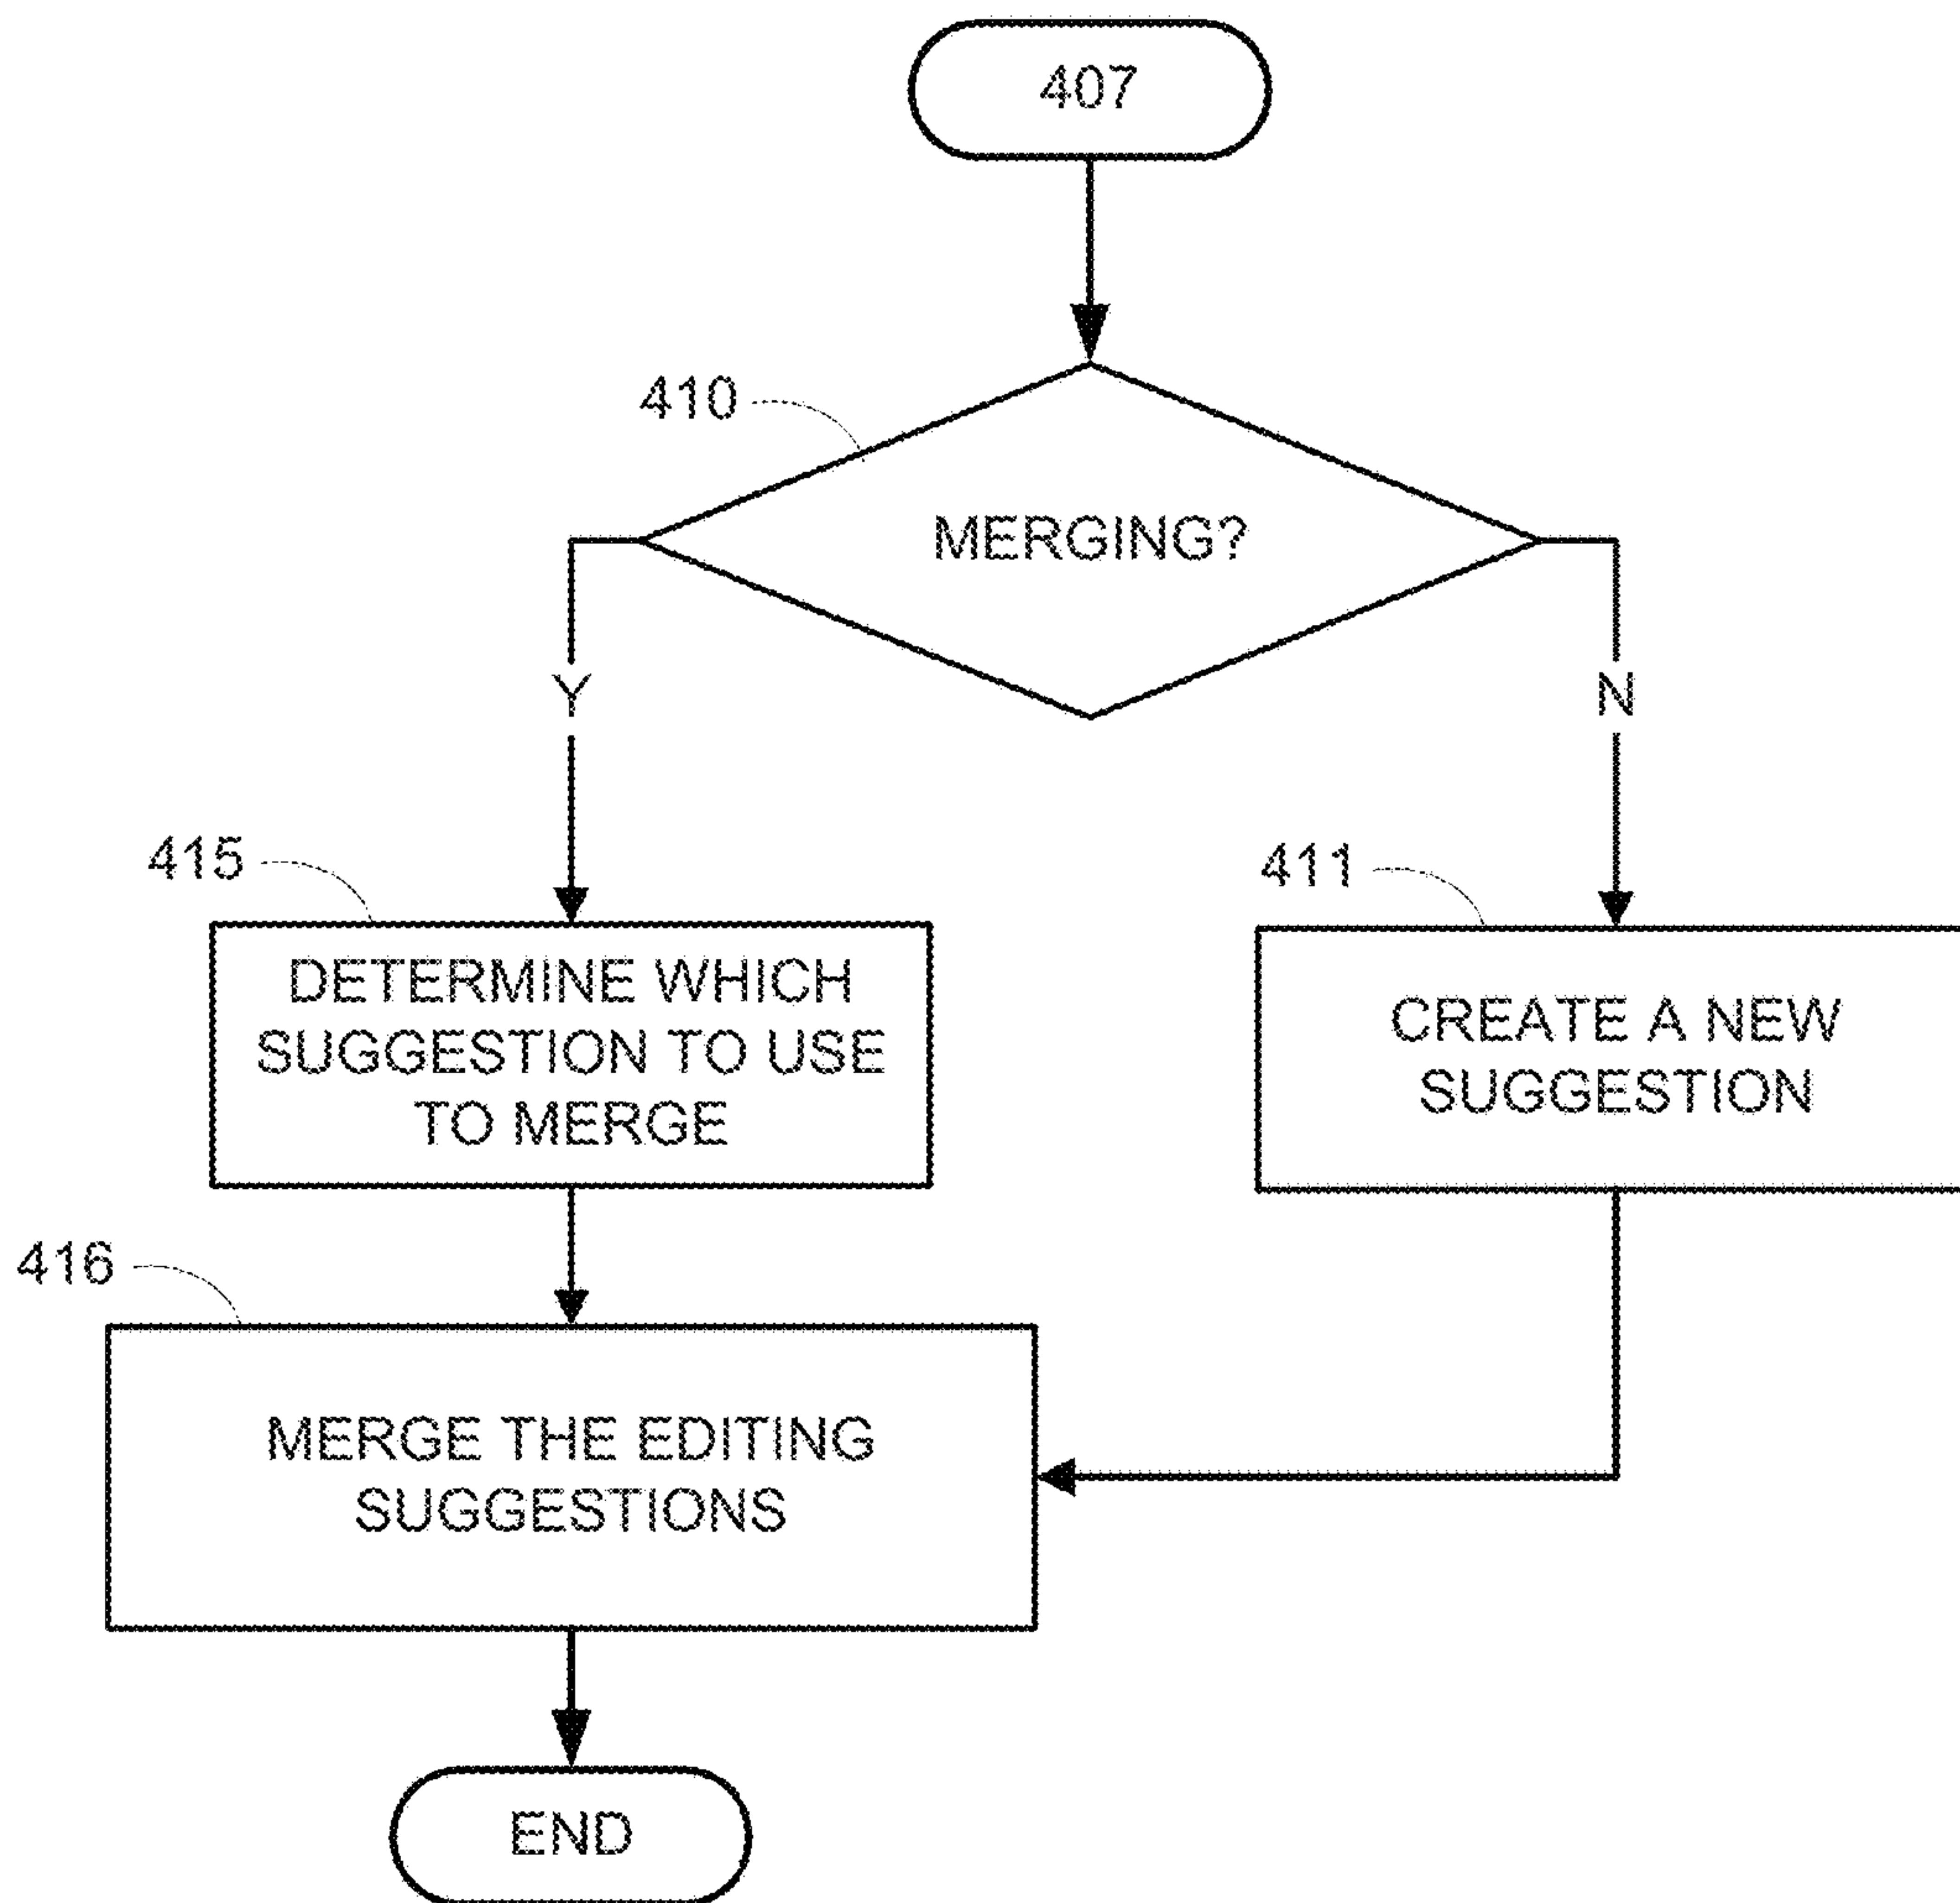 407
410
MERGING?
Y
N
415
411
DETERMINE WHICH
SUGGESTION TO USE
TO MERGE
CREATE A NEW
SUGGESTION
416
MERGE THE EDITING
SUGGESTIONS
END